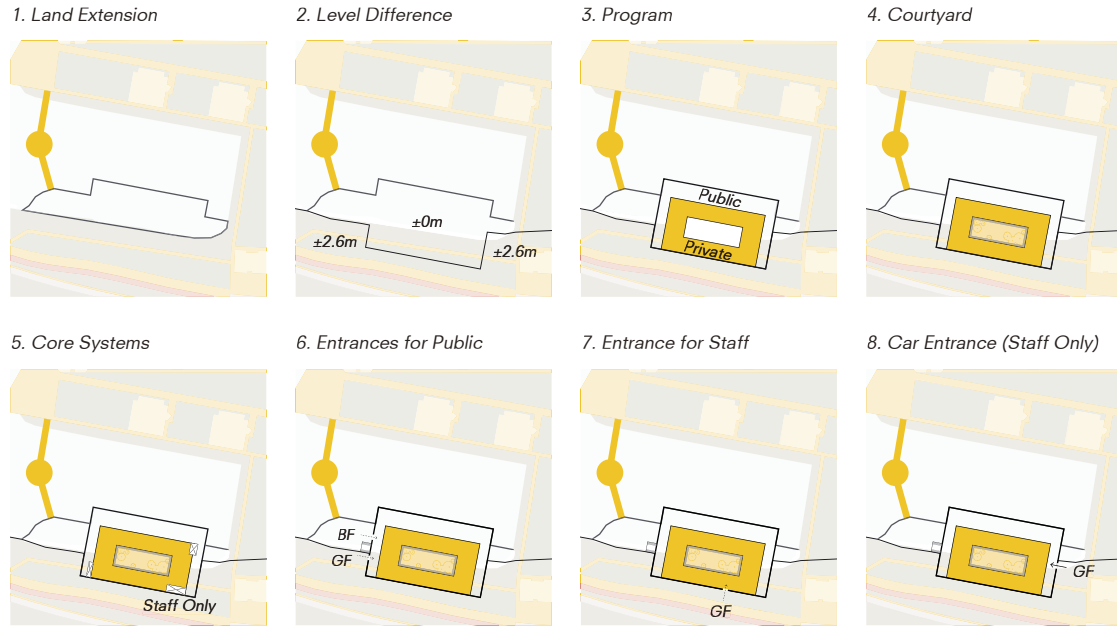 1. Land Extension
2. Level Difference
3. Program
4. Courtyard
±0m
±2.6m
±2.6m
Public
Private
5. Core Systems
6. Entrances for Public
7. Entrance for Staff
8. Car Entrance (Staff Only)
Staff Only
BF
GF
GF
GF